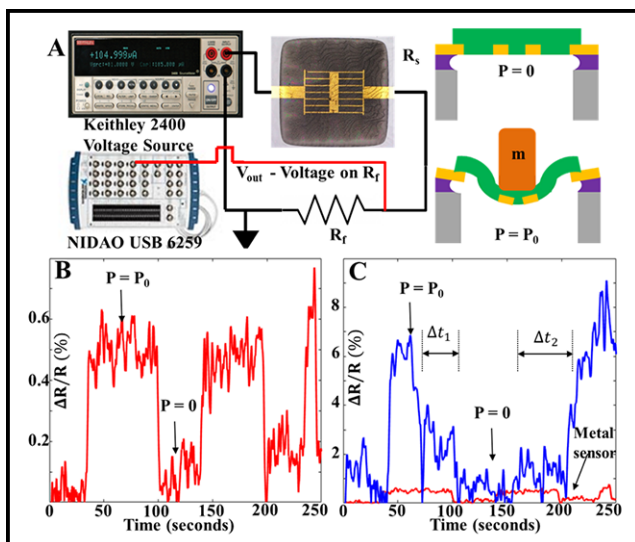 A
+104.999µA
R_s
P = 0
Keithley 2400
Voltage Source
V_out - Voltage on R_f
m
NIDAO USB 6259
R_f
P = P_0
B
P = P_0
P = 0
0.6
0.4
0.2
ΔR/R (%)
0 50 100 150 200 250
Time (seconds)
C
P = P_0
Δt_1
Δt_2
P = 0
Metal
sensor
8
6
4
2
ΔR/R (%)
0 50 100 150 200 250
Time (seconds)